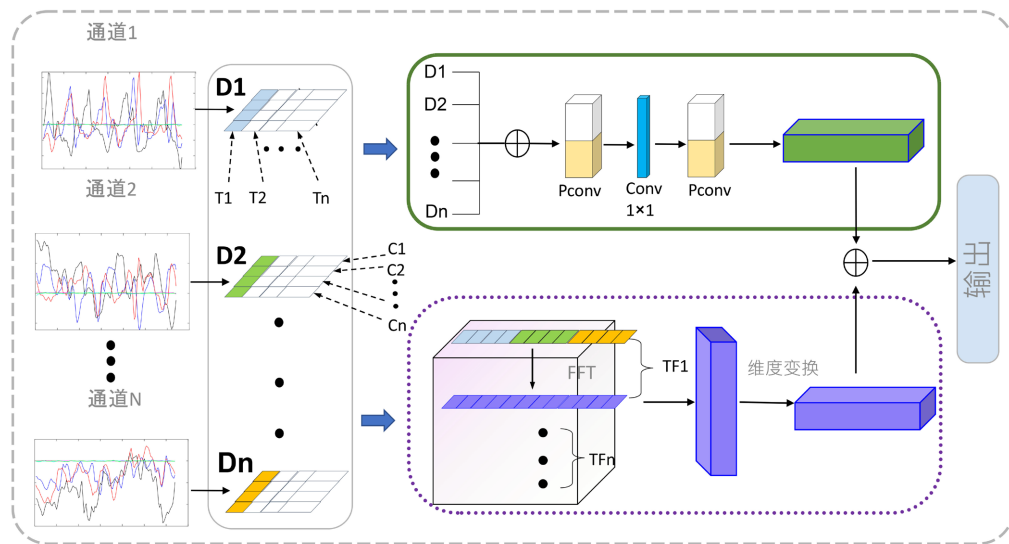 通道1
D1
T1 T2 Tn
通道2
D2
C1
C2
Cn
通道N
Dn
D1
D2
Dn
Pconv
Conv
1×1
Pconv
FFT
TF1
TFn
维度变换
输出